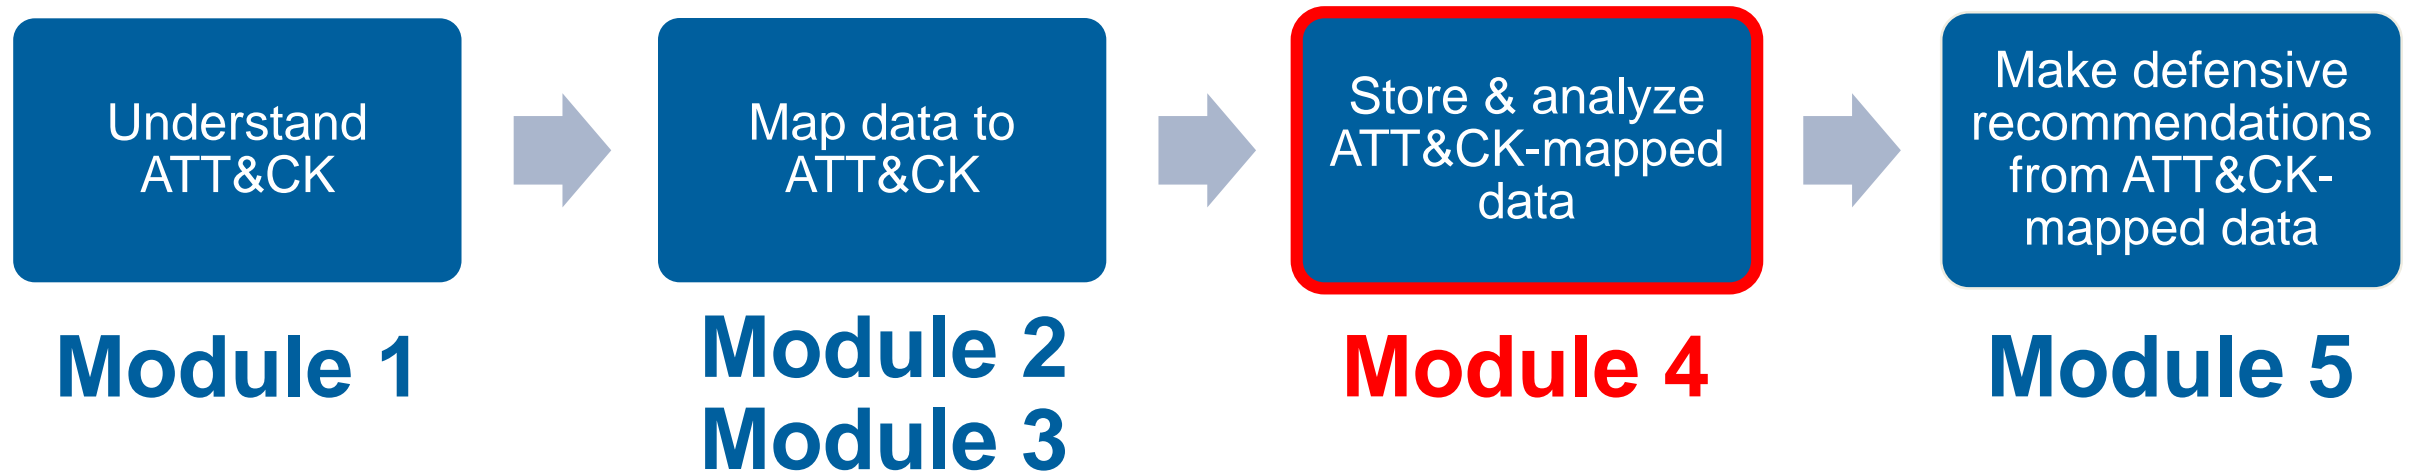 Understand
ATT&CK
Module 1
Map data to
ATT&CK
Module 2
Module 3
Store & analyze
ATT&CK-mapped
data
Module 4
Make defensive
recommendations
from ATT&CK-
mapped data
Module 5